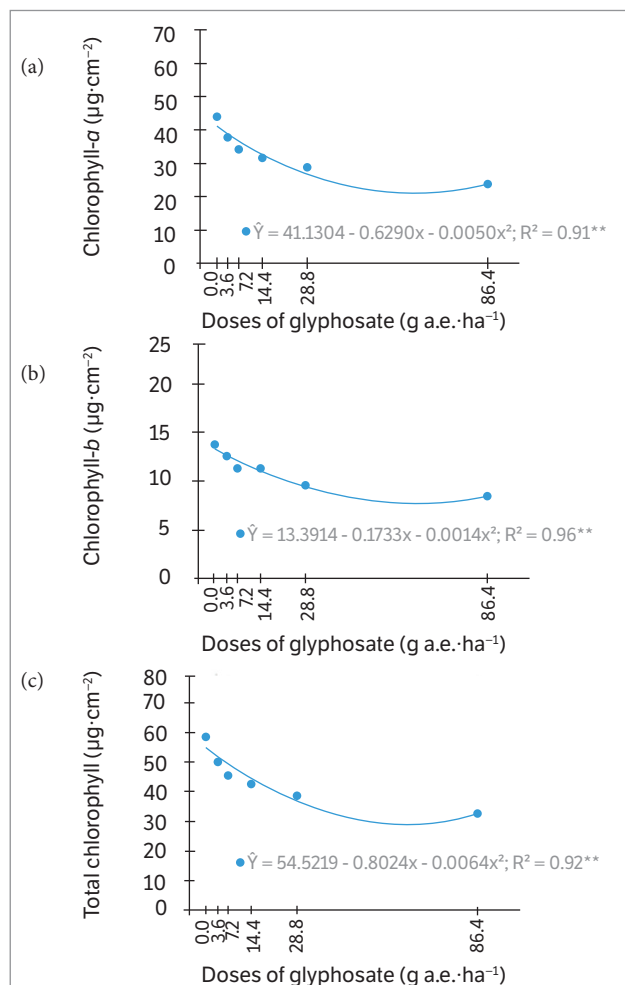 (a)
Chlorophyll-a (µg·cm⁻²)
70
60
50
40
30
20
10
0
Ŷ = 41.1304 - 0.6290x - 0.0050x²; R² = 0.91**
0.0 3.6 7.2 14.4 28.8 86.4
Doses of glyphosate (g a.e.·ha⁻¹)
(b)
Chlorophyll-b (µg·cm⁻²)
25
20
15
10
5
0
Ŷ = 13.3914 - 0.1733x - 0.0014x²; R² = 0.96**
0.0 3.6 7.2 14.4 28.8 86.4
Doses of glyphosate (g a.e.·ha⁻¹)
(c)
Total chlorophyll (µg·cm⁻²)
80
70
60
50
40
30
20
10
0
Ŷ = 54.5219 - 0.8024x - 0.0064x²; R² = 0.92**
0.0 3.6 7.2 14.4 28.8 86.4
Doses of glyphosate (g a.e.·ha⁻¹)